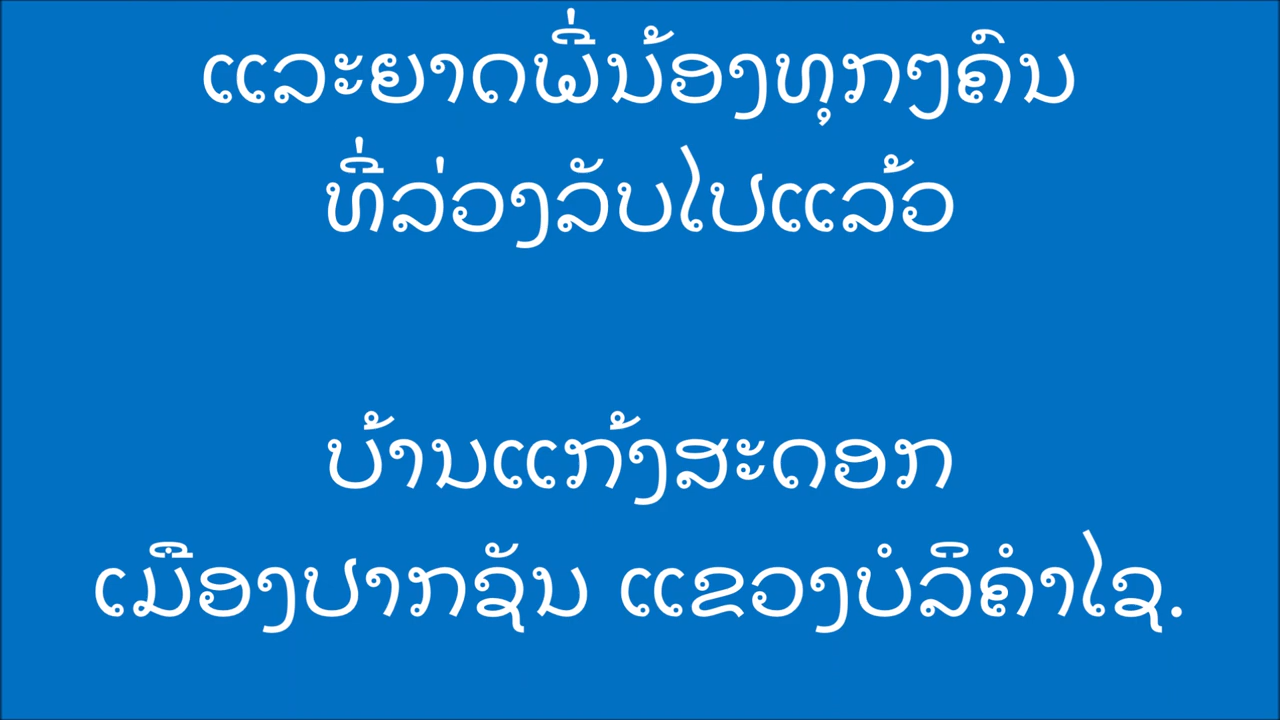 ແລະຍາດພີ່ນ້ອງທຸກໆຄົນ
ທີ່ລ່ວງລັບໄປແລ້ວ
ບ້ານແກ້ງສະດອກ
ເມືອງປາກຊັນ ແຂວງບໍລິຄໍາໄຊ.